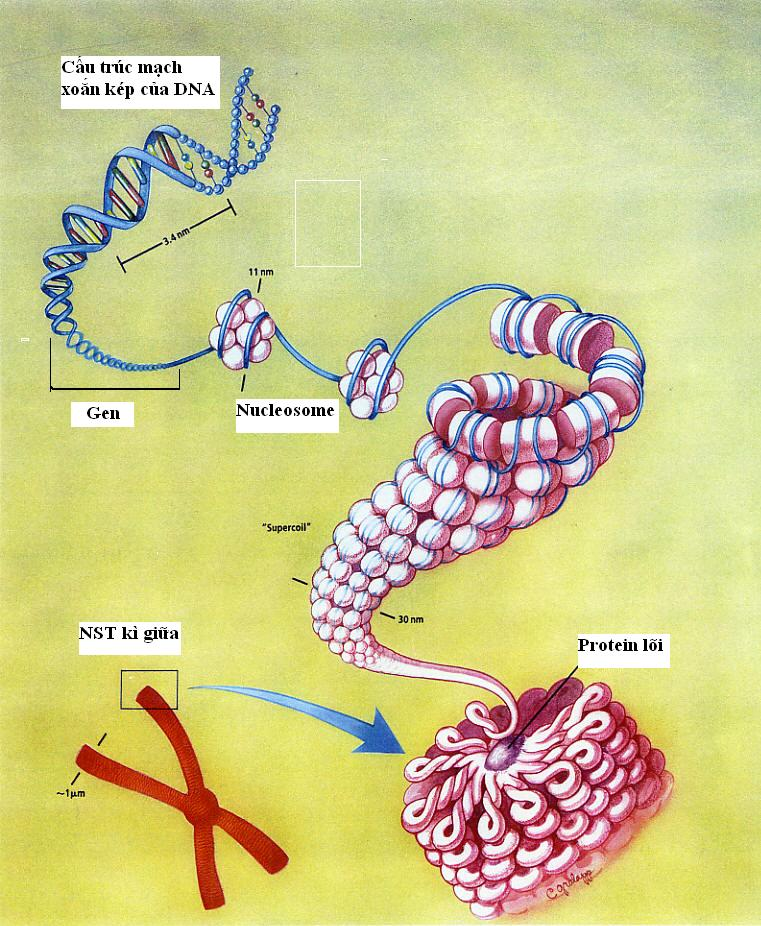 Cấu trúc mạch
xoắn kép của DNA
3.4 nm
11 nm
Gen
Nucleosome
"Supercoil"
30 nm
NST kì giữa
Protein lõi
~1µm